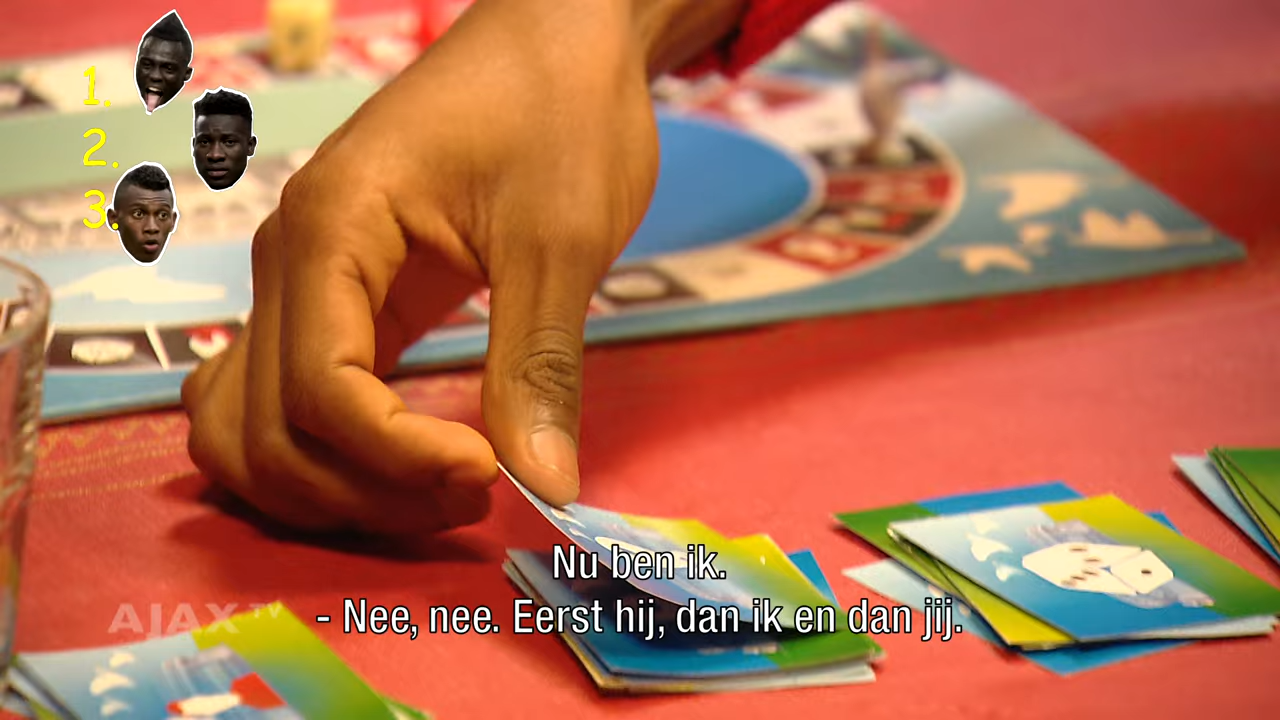 1.
2.
3.
Nu ben ik.
- Nee, nee. Eerst hij, dan ik en dan jij.
AJAX TV